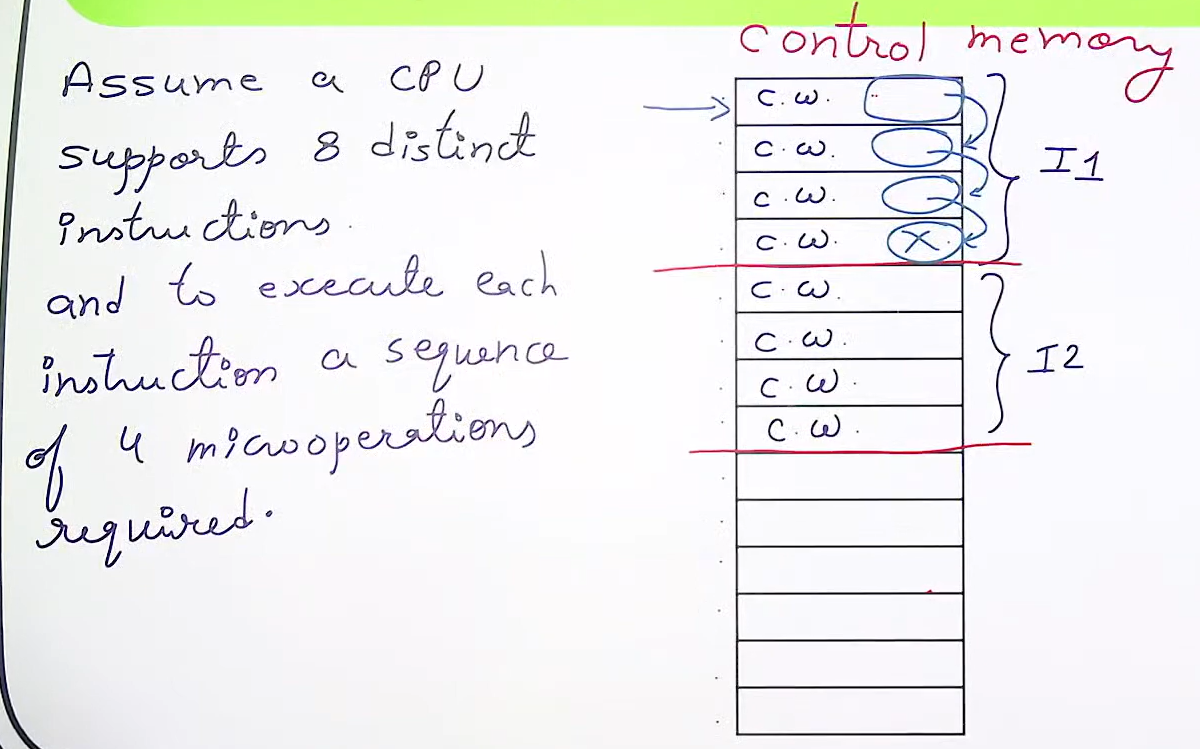 Assume a CPU
supports 8 distinct
instructions.
and to execute each
instruction a sequence
of 4 microoperations
required.
control memory
C.W.
C.W.
C.W.
C.W. X
I1
C.W.
C.W.
C.W.
C.W.
I2